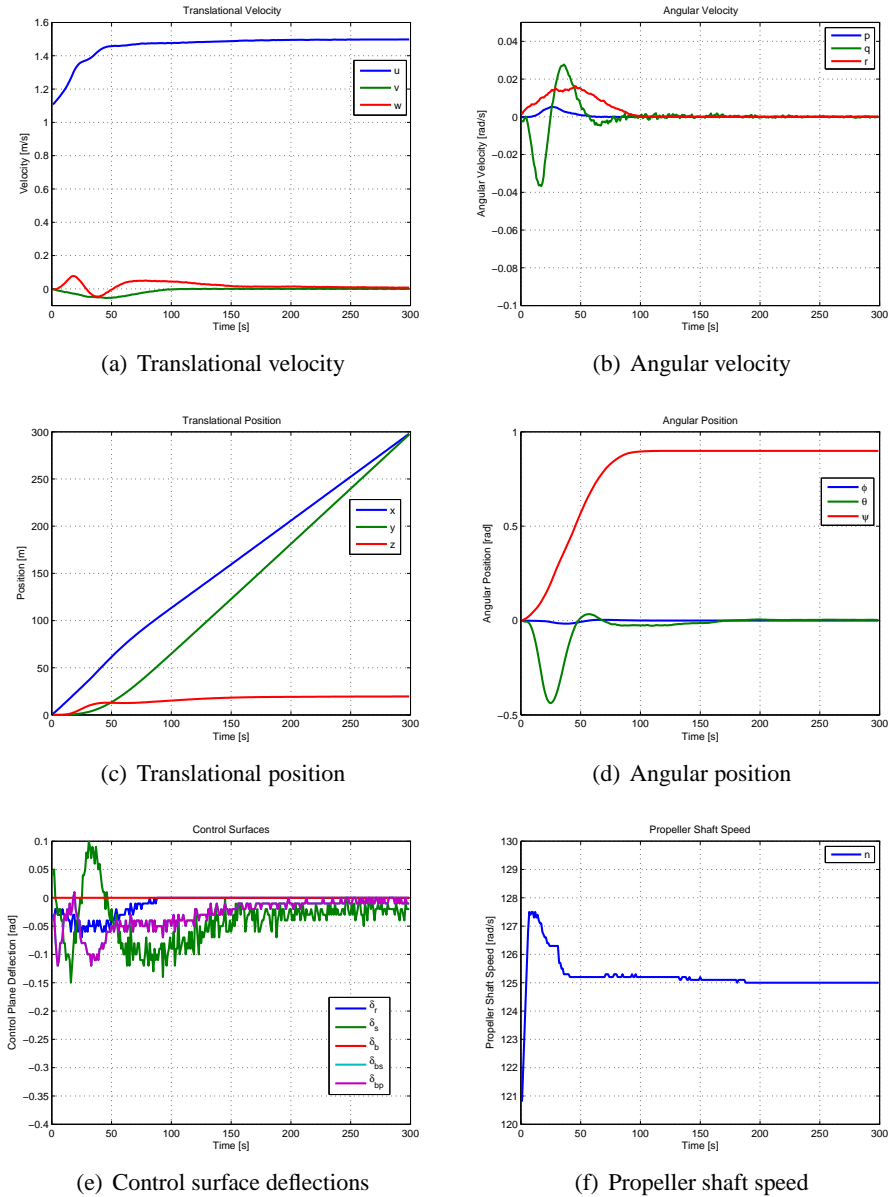 Translational Velocity
1.6
1.4
1.2
1
0.8
0.6
0.4
0.2
0
Velocity [m/s]
u
v
w
0 50 100 150 200 250 300
Time [s]
(a) Translational velocity
Angular Velocity
0.04
0.02
0
−0.02
−0.04
−0.06
−0.08
−0.1
Angular Velocity [rad/s]
p
q
r
0 50 100 150 200 250 300
Time [s]
(b) Angular velocity
Translational Position
300
250
200
150
100
50
0
Position [m]
x
y
z
0 50 100 150 200 250 300
Time [s]
(c) Translational position
Angular Position
1
0.5
0
−0.5
Angular Position [rad]
ϕ
θ
ψ
0 50 100 150 200 250 300
Time [s]
(d) Angular position
Control Surfaces
0.1
0.05
0
−0.05
−0.1
−0.15
−0.2
−0.25
−0.3
−0.35
−0.4
Control Plane Deflection [rad]
δr
δs
δb
δbs
δbp
0 50 100 150 200 250 300
Time [s]
(e) Control surface deflections
Propeller Shaft Speed
130
129
128
127
126
125
124
123
122
121
120
Propeller Shaft Speed [rad/s]
n
0 50 100 150 200 250 300
Time [s]
(f) Propeller shaft speed